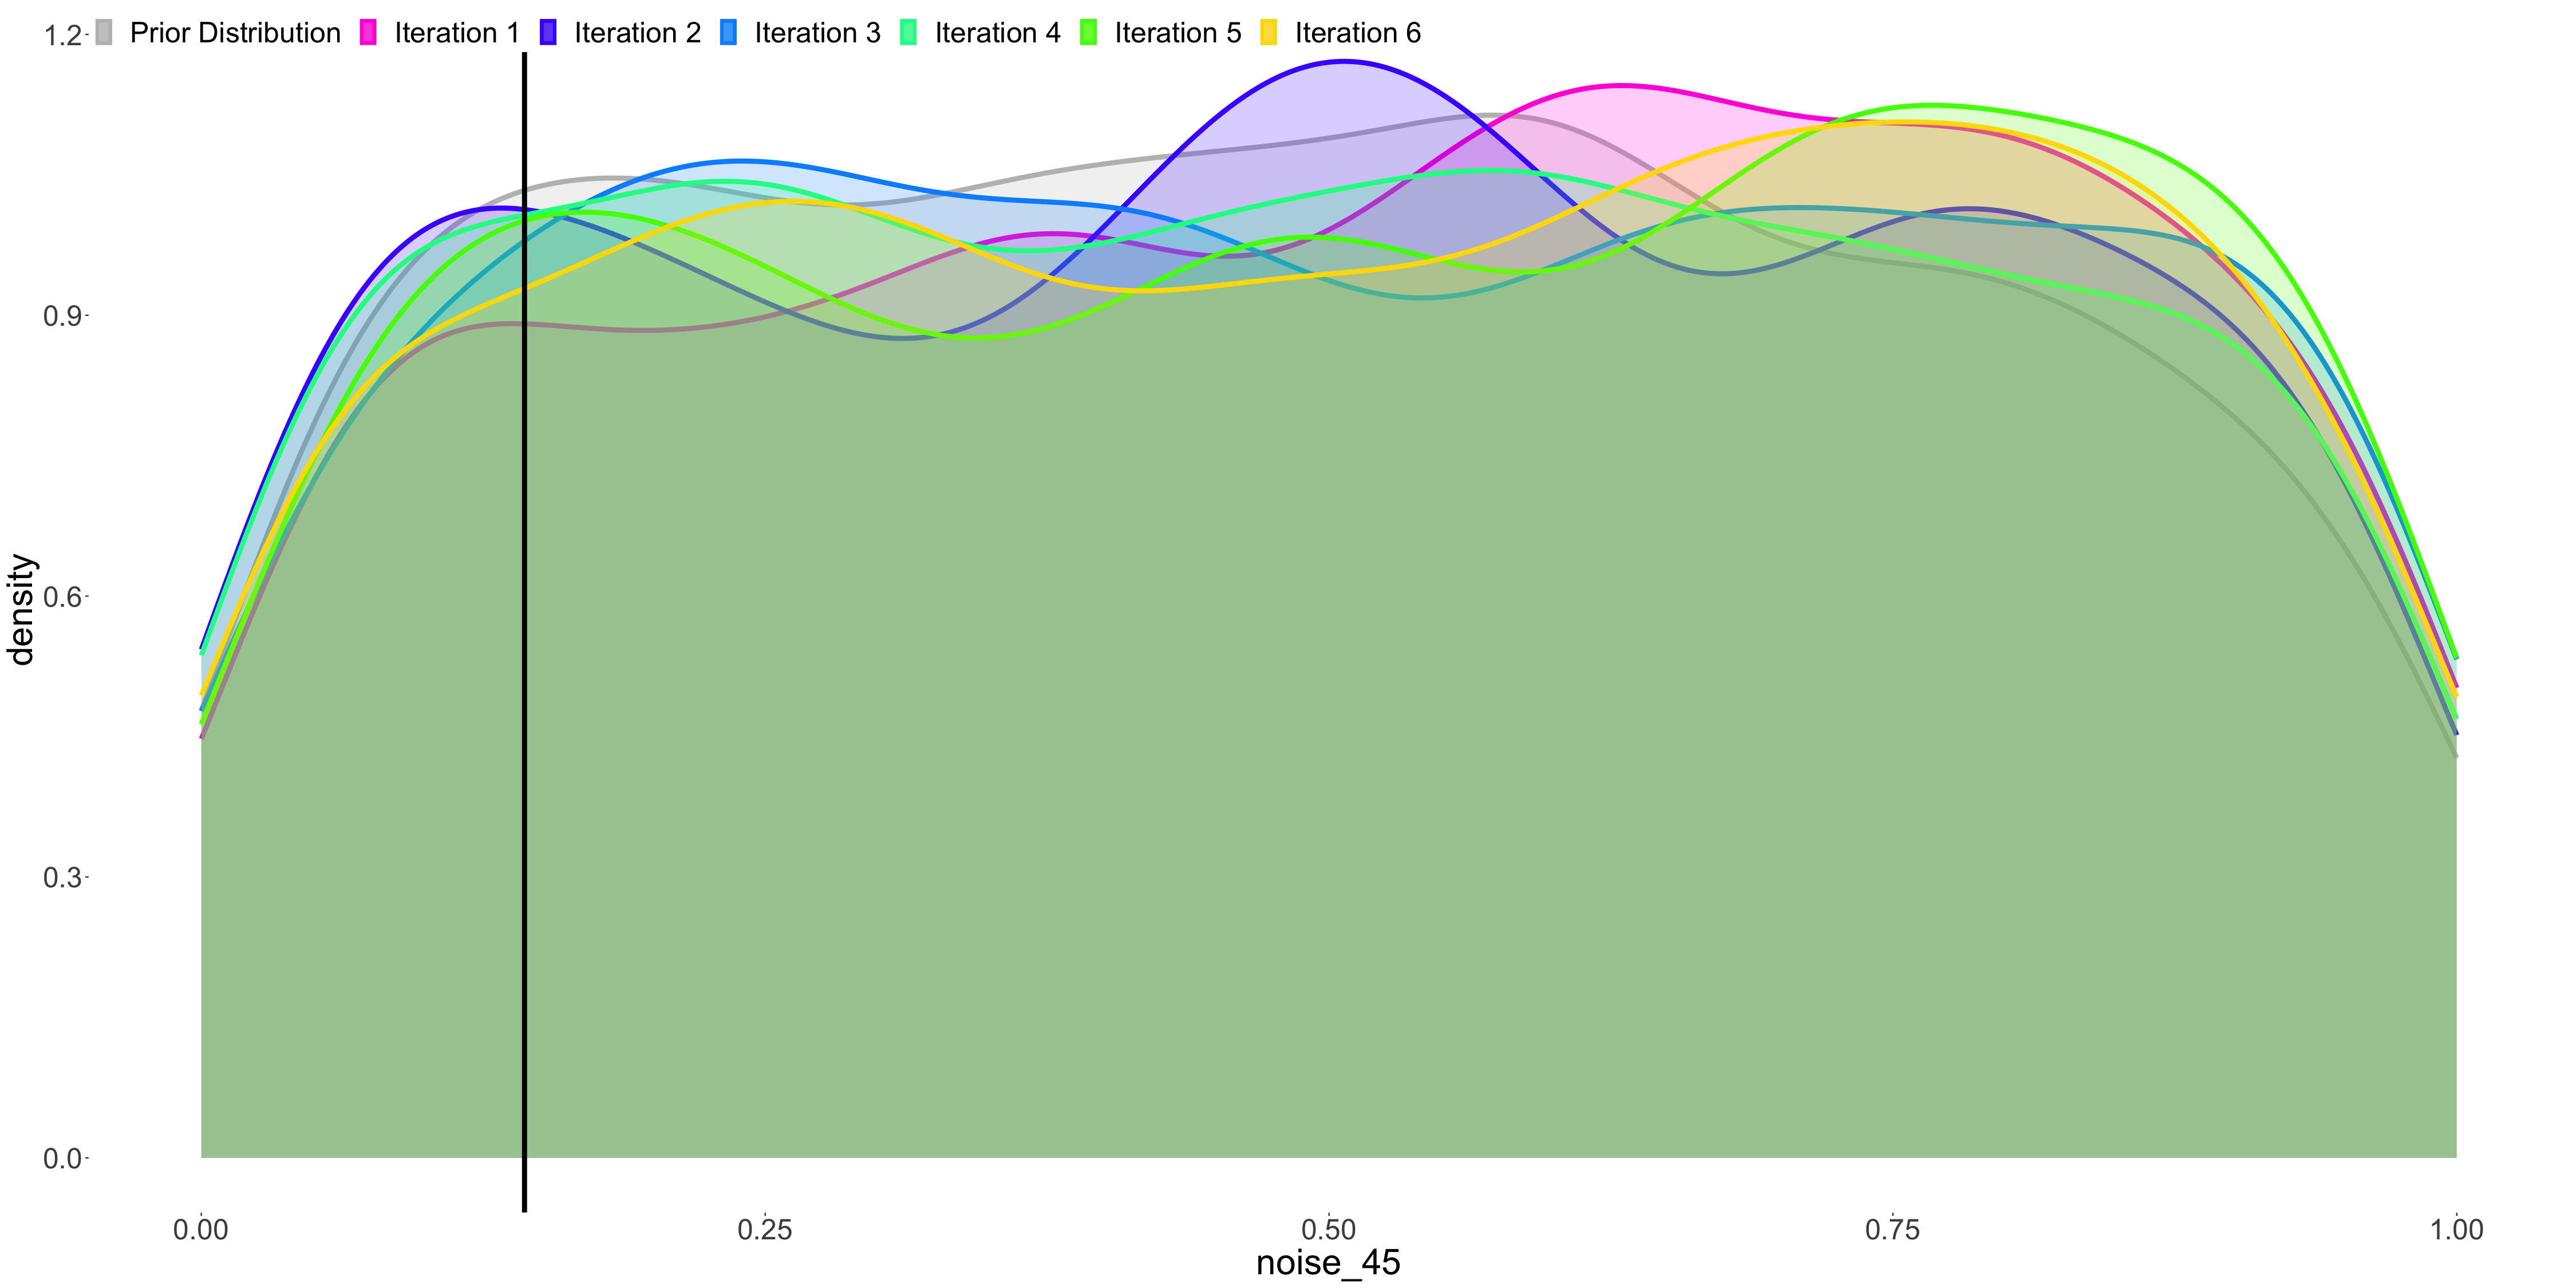 Prior Distribution Iteration 1 Iteration 2 Iteration 3 Iteration 4 Iteration 5 Iteration 6
1.2
0.9
0.6
0.3
0.0
density
0.00 0.25 0.50 0.75 1.00
noise_45